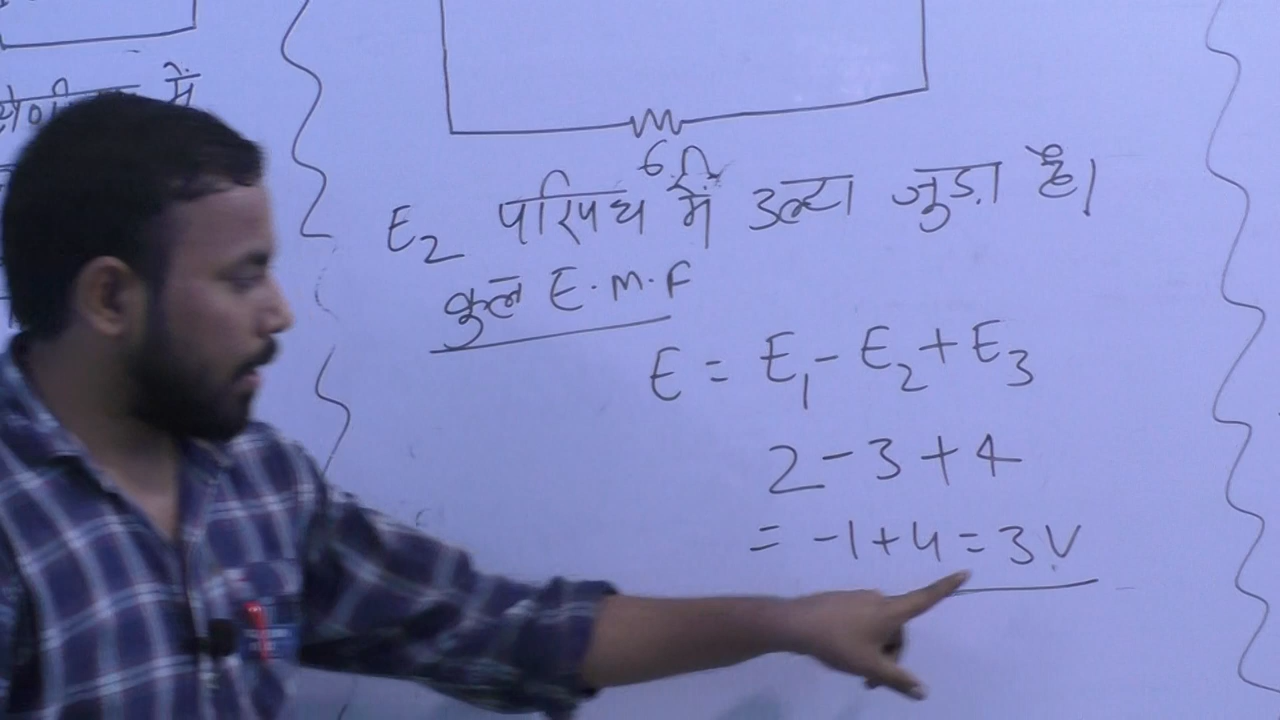 में
6Ω
E2 परिपथ में उल्टा जुड़ा है।
कुल E.M.F
E = E1 - E2 + E3
2 - 3 + 4
= -1+4 = 3V